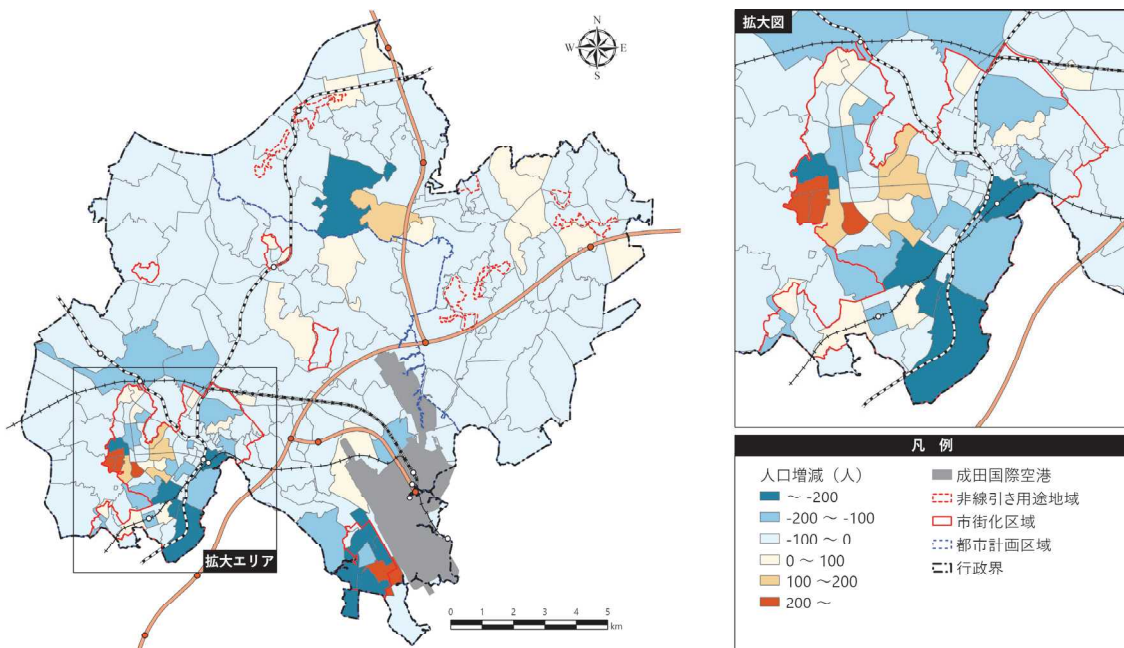 N
W
E
S
拡大エリア
0 1 2 3 4 5
km
拡大図
凡 例
人口増減（人）
～ -200
-200 ～ -100
-100 ～ 0
0 ～ 100
100 ～200
200 ～
成田国際空港
非線引き用途地域
市街化区域
都市計画区域
行政界